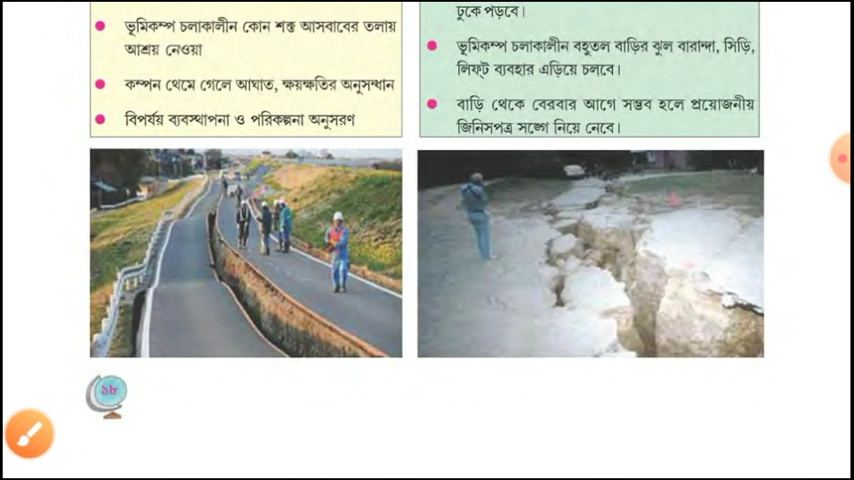 ভূমিকম্প চলাকালীন কোন শক্ত আসবাবের তলায়
আশ্রয় নেওয়া
কম্পন থেমে গেলে আঘাত, ক্ষয়ক্ষতির অনুসন্ধান
বিপর্যয় ব্যবস্থাপনা ও পরিকল্পনা অনুসরণ
ঢুকে পড়বে।
ভূমিকম্প চলাকালীন বহুতল বাড়ির ঝুল বারান্দা, সিড়ি,
লিফ্‌ট ব্যবহার এড়িয়ে চলবে।
বাড়ি থেকে বেরবার আগে সম্ভব হলে প্রয়োজনীয়
জিনিসপত্র সঙ্গে নিয়ে নেবে।
১৮